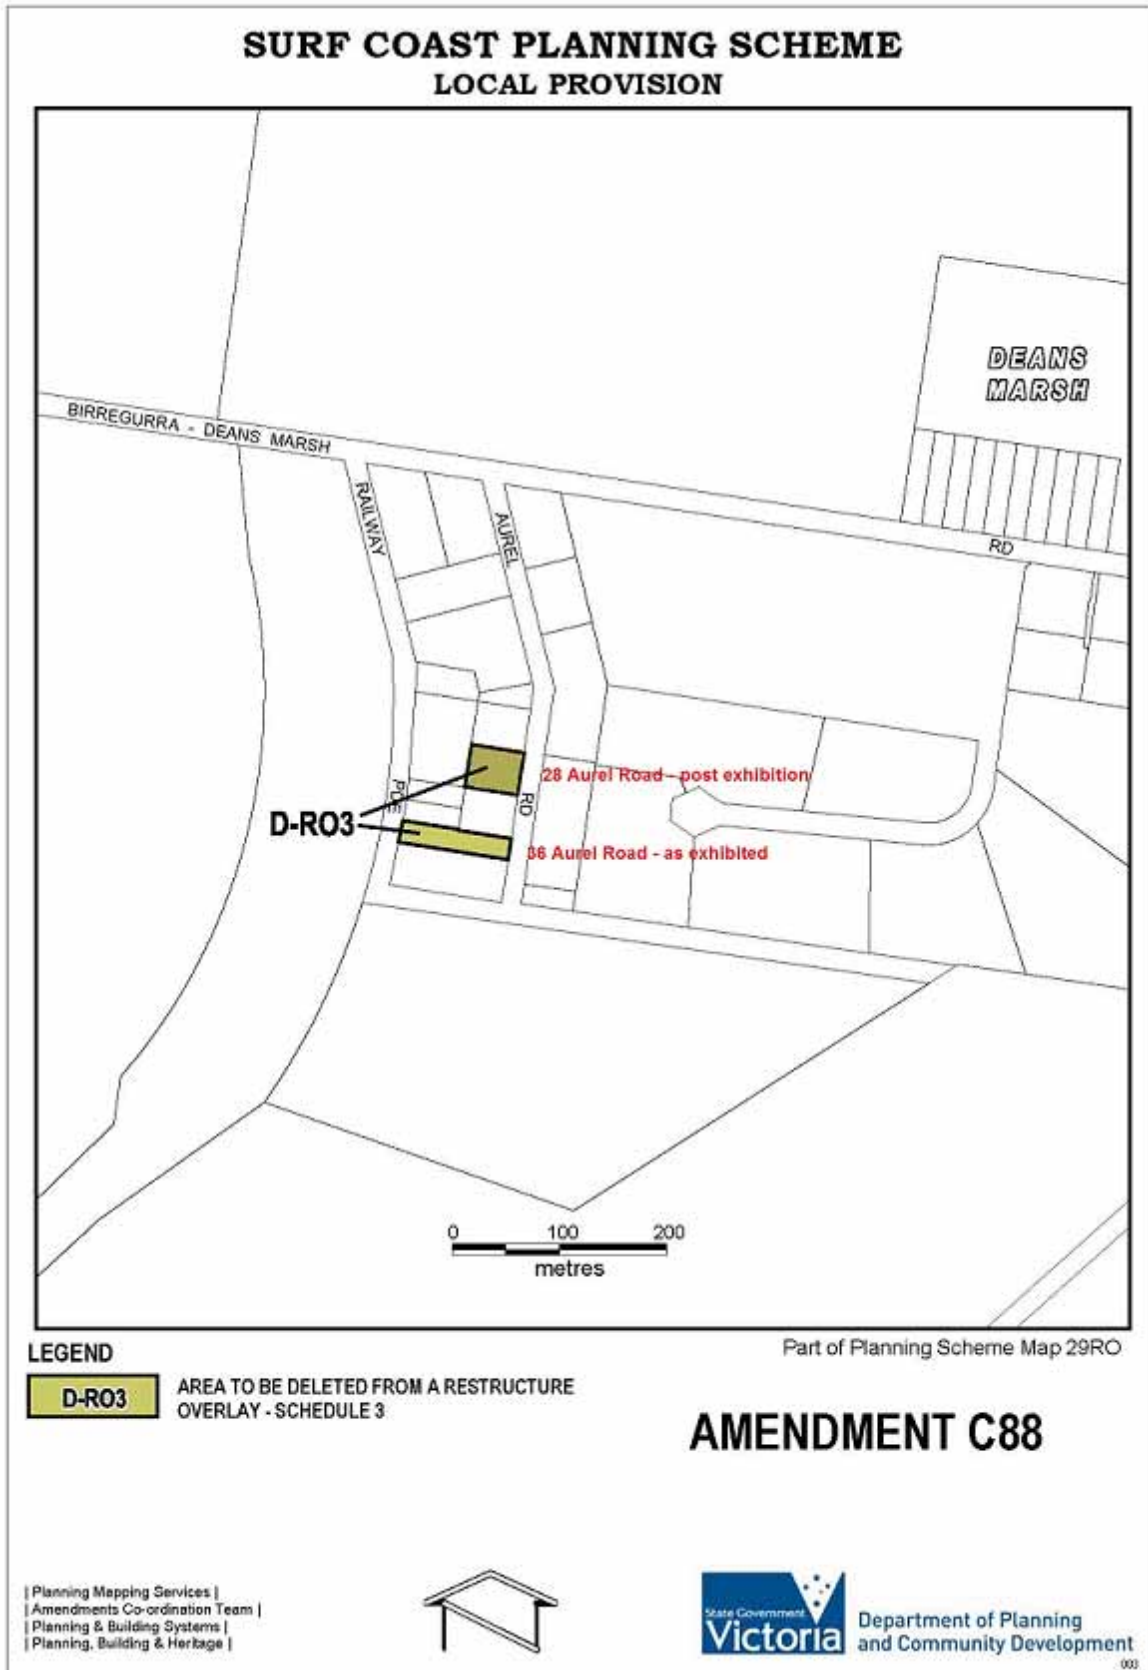 SURF COAST PLANNING SCHEME
LOCAL PROVISION
DEANS
MARSH
BIRREGURRA - DEANS MARSH
RD
RAILWAY
AUREL
28 Aurel Road - post exhibition
PLE
RD
D-RO3
36 Aurel Road - as exhibited
0 100 200
metres
Part of Planning Scheme Map 29RO
LEGEND
D-RO3
AREA TO BE DELETED FROM A RESTRUCTURE
OVERLAY - SCHEDULE 3
AMENDMENT C88
| Planning Mapping Services |
| Amendments Co-ordination Team |
| Planning & Building Systems |
| Planning, Building & Heritage |
State Government
Victoria
Department of Planning
and Community Development
003